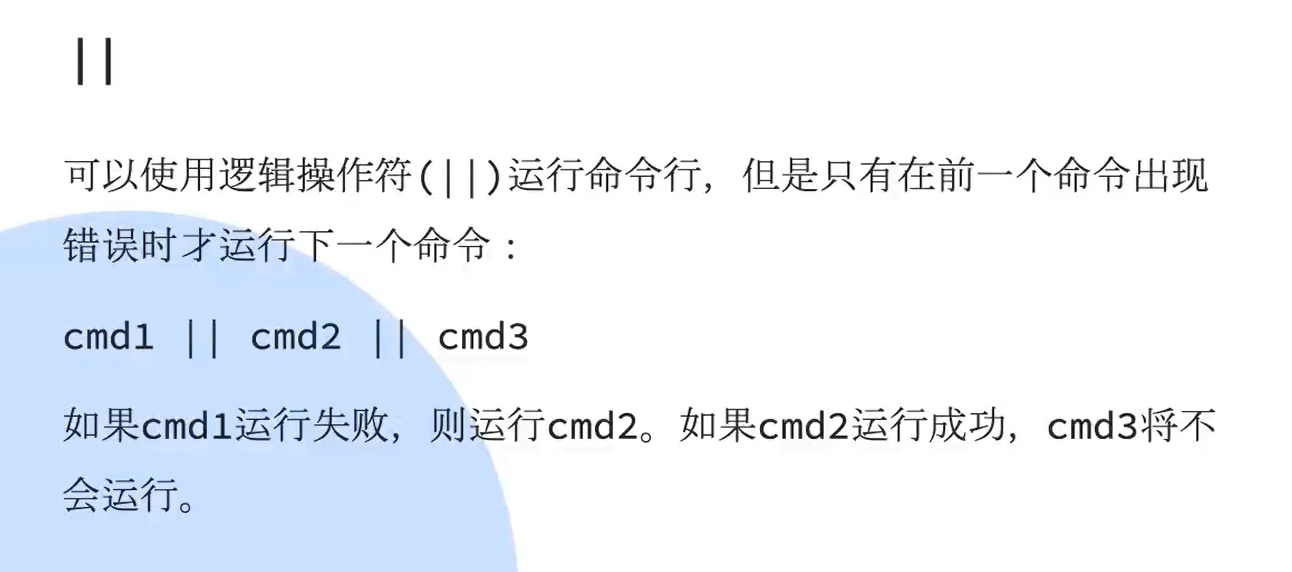 ||
可以使用逻辑操作符(||)运行命令行，但是只有在前一个命令出现
错误时才运行下一个命令：
cmd1 || cmd2 || cmd3
如果cmd1运行失败，则运行cmd2。如果cmd2运行成功，cmd3将不
会运行。